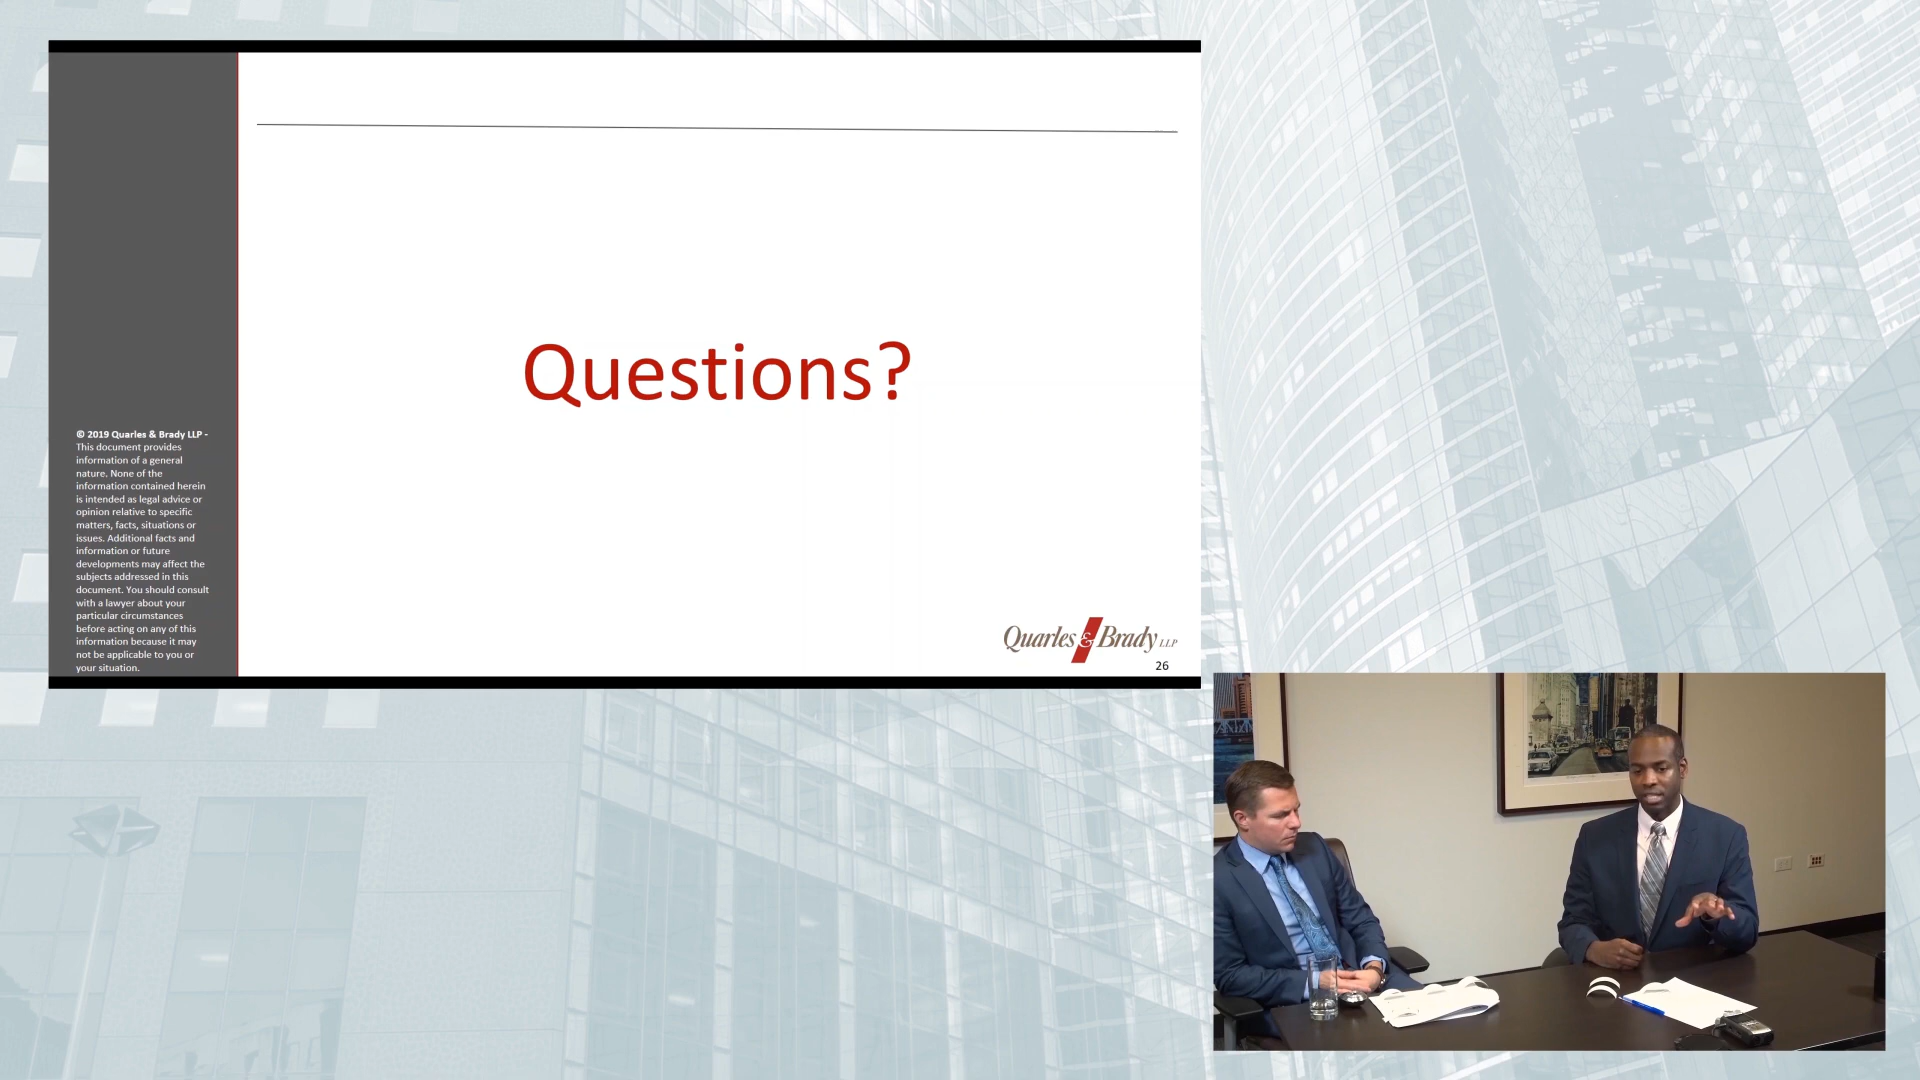 Questions?
© 2019 Quarles & Brady LLP -
This document provides
information of a general
nature. None of the
information contained herein
is intended as legal advice or
opinion relative to specific
matters, facts, situations or
issues. Additional facts and
information or future
developments may affect the
subjects addressed in this
document. You should consult
with a lawyer about your
particular circumstances
before acting on any of this
information because it may
not be applicable to you or
your situation.
Quarles & Brady LLP
26